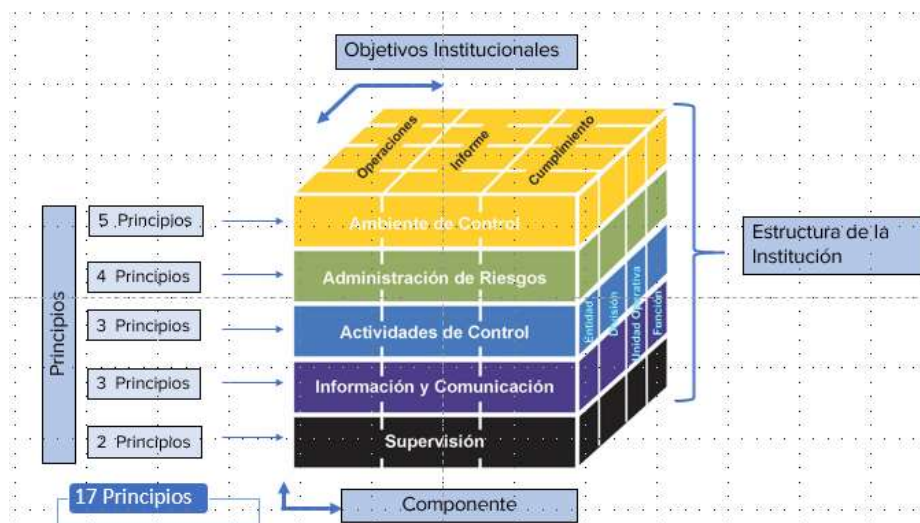 Objetivos Institucionales
Operaciones
Informe
Cumplimiento
Principios
5 Principios
Ambiente de Control
4 Principios
Administración de Riesgos
3 Principios
Actividades de Control
3 Principios
Información y Comunicación
2 Principios
Supervisión
Entidad
División
Unidad Operativa
Función
Estructura de la
Institución
17 Principios
Componente